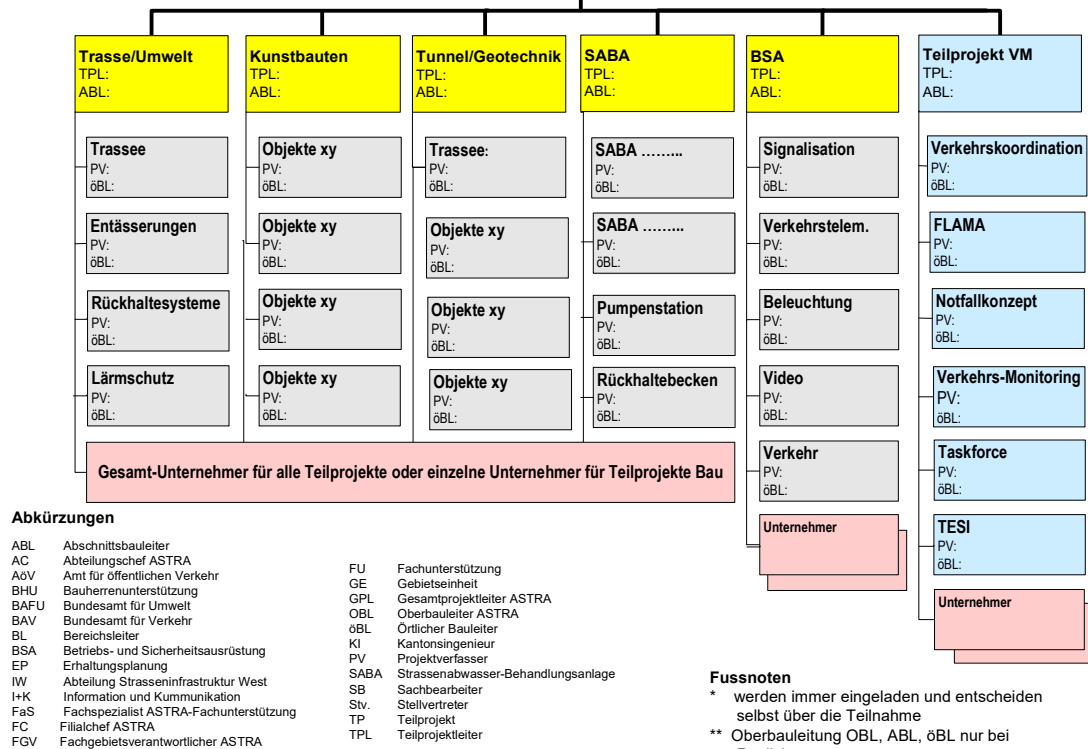 Trasse/Umwelt
TPL:
ABL:
Kunstbauten
TPL:
ABL:
Tunnel/Geotechnik
TPL:
ABL:
SABA
TPL:
ABL:
BSA
TPL:
ABL:
Teilprojekt VM
TPL:
ABL:
Trassee
PV:
öBL:
Entässerungen
PV:
öBL:
Rückhaltesysteme
PV:
öBL:
Lärmschutz
PV:
öBL:
Objekte xy
PV:
öBL:
Objekte xy
PV:
öBL:
Objekte xy
PV:
öBL:
Objekte xy
PV:
öBL:
Trassee:
PV:
öBL:
Objekte xy
PV:
öBL:
Objekte xy
PV:
öBL:
Objekte xy
PV:
öBL:
SABA ……...
PV:
öBL:
SABA ……...
PV:
öBL:
Pumpenstation
PV:
öBL:
Rückhaltebecken
PV:
öBL:
Gesamt-Unternehmer für alle Teilprojekte oder einzelne Unternehmer für Teilprojekte Bau
Signalisation
PV:
öBL:
Verkehrstelem.
PV:
öBL:
Beleuchtung
PV:
öBL:
Video
PV:
öBL:
Verkehr
PV:
öBL:
Unternehmer
Verkehrskoordination
PV:
öBL:
FLAMA
PV:
öBL:
Notfallkonzept
PV:
öBL:
Verkehrs-Monitoring
PV:
öBL:
Taskforce
PV:
öBL:
TESI
PV:
öBL:
Unternehmer
Abkürzungen
ABL Abschnittsbauleiter
AC Abteilungschef ASTRA
AöV Amt für öffentlichen Verkehr
BHU Bauherrenunterstützung
BAFU Bundesamt für Umwelt
BAV Bundesamt für Verkehr
BL Bereichsleiter
BSA Betriebs- und Sicherheitsausrüstung
EP Erhaltungsplanung
IW Abteilung Strasseninfrastruktur West
I+K Information und Kummunikation
FaS Fachspezialist ASTRA-Fachunterstützung
FC Filialchef ASTRA
FGV Fachgebietsverantwortlicher ASTRA
FU Fachunterstützung
GE Gebietseinheit
GPL Gesamtprojektleiter ASTRA
OBL Oberbauleiter ASTRA
öBL Örtlicher Bauleiter
KI Kantonsingenieur
PV Projektverfasser
SABA Strassenabwasser-Behandlungsanlage
SB Sachbearbeiter
Stv. Stellvertreter
TP Teilprojekt
TPL Teilprojektleiter
Fussnoten
* werden immer eingeladen und entscheiden
selbst über die Teilnahme
** Oberbauleitung OBL, ABL, öBL nur bei